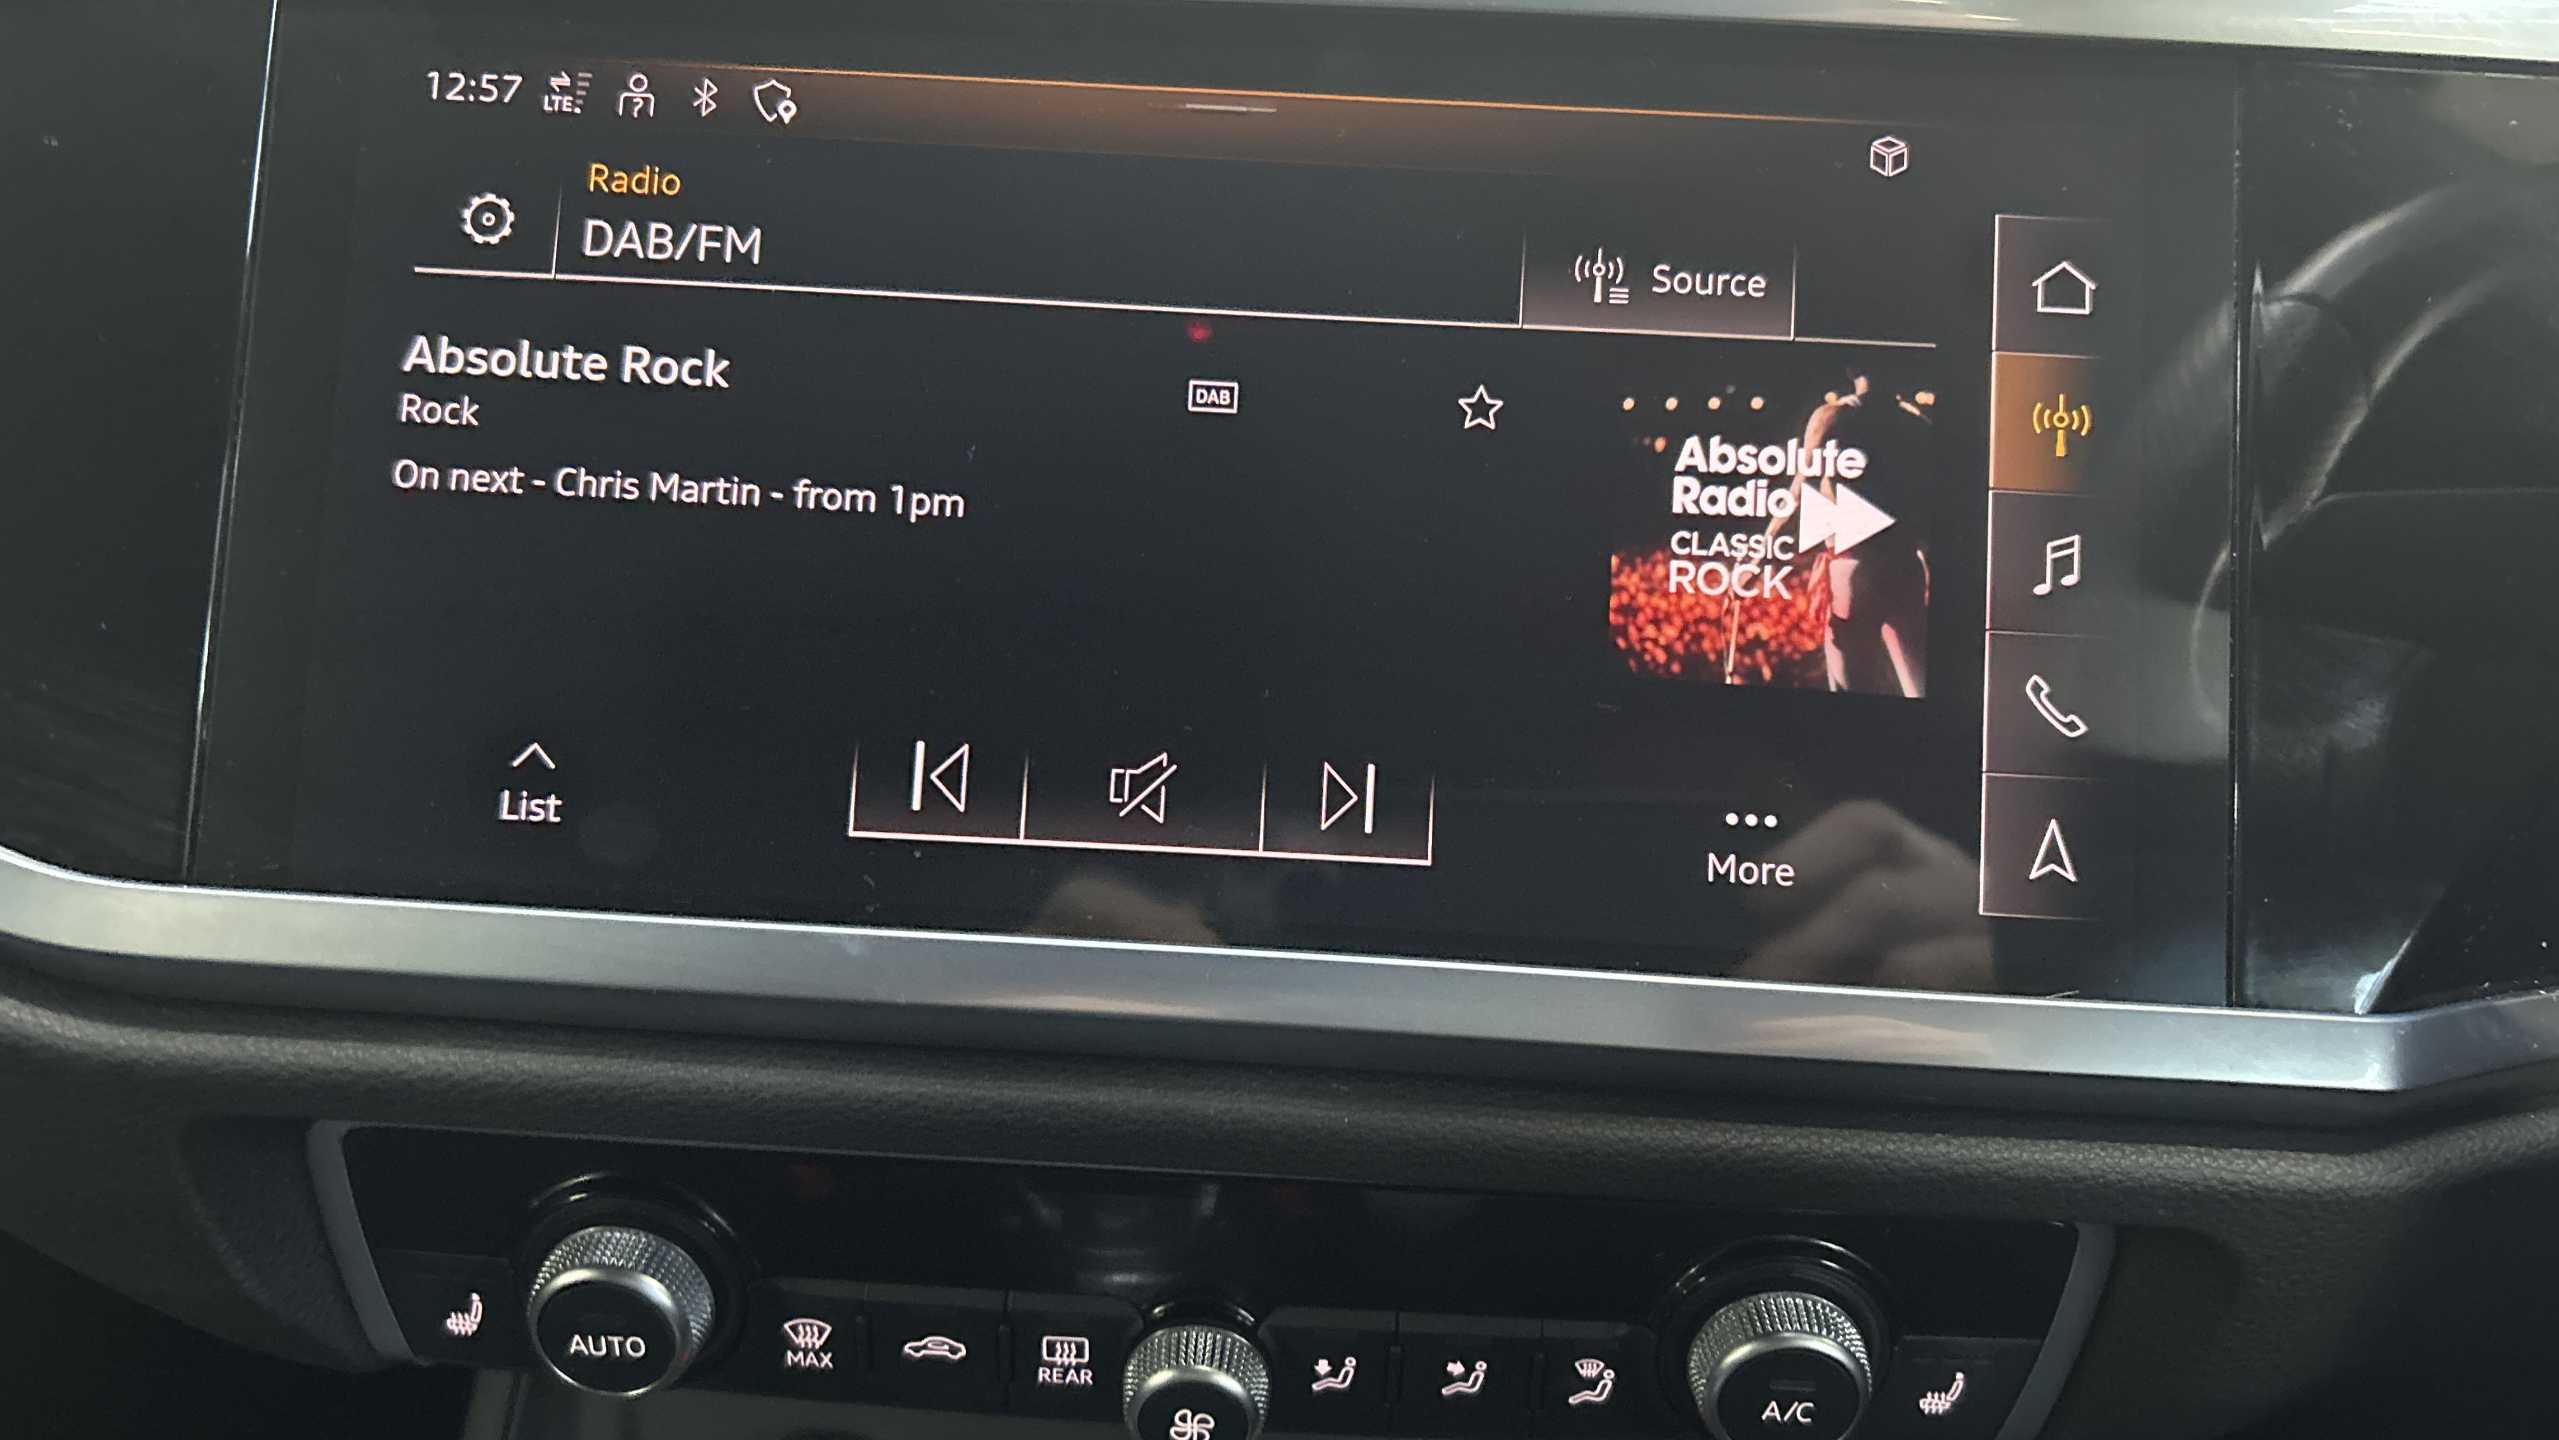 12:57 LTE
Radio
DAB/FM
Source
Absolute Rock
Rock
DAB
On next - Chris Martin - from 1pm
Absolute
Radio
CLASSIC
ROCK
List
More
AUTO
MAX
REAR
A/C